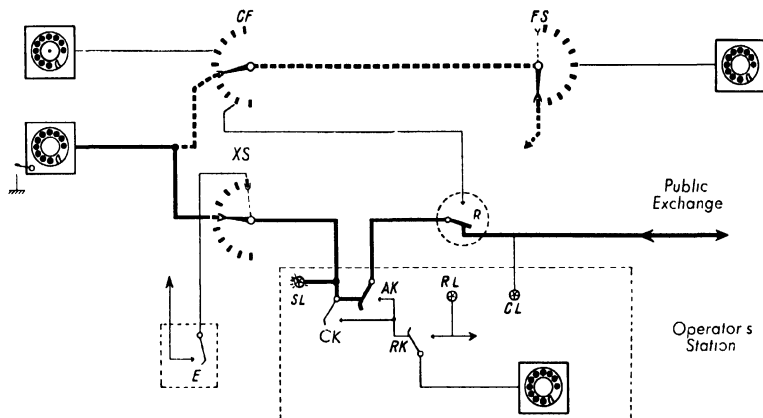 CF
FS
XS
Public
Exchange
R
SL
AK
RL
CL
CK
RK
Operator s
Station
E